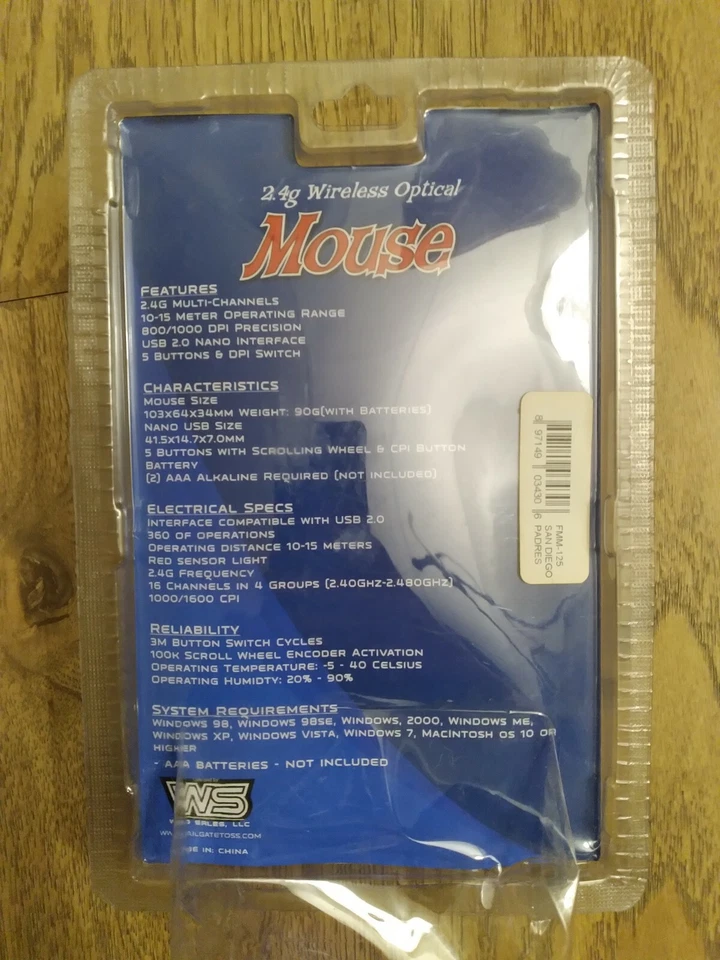 2.4g Wireless Optical
Mouse
FEATURES
2.4G MULTI-CHANNELS
10-15 METER OPERATING RANGE
800/1000 DPI PRECISION
USB 2.0 NANO INTERFACE
5 BUTTONS & DPI SWITCH
CHARACTERISTICS
MOUSE SIZE
103X64X34MM WEIGHT: 90G(WITH BATTERIES)
NANO USB SIZE
41.5X14.7X7.0MM
5 BUTTONS WITH SCROLLING WHEEL & CPI BUTTON
BATTERY
(2) AAA ALKALINE REQUIRED (NOT INCLUDED)
ELECTRICAL SPECS
INTERFACE COMPATIBLE WITH USB 2.0
360 OF OPERATIONS
OPERATING DISTANCE 10-15 METERS
RED SENSOR LIGHT
2.4G FREQUENCY
16 CHANNELS IN 4 GROUPS (2.40GHZ-2.480GHZ)
1000/1600 CPI
RELIABILITY
3M BUTTON SWITCH CYCLES
100K SCROLL WHEEL ENCODER ACTIVATION
OPERATING TEMPERATURE: -5 - 40 CELSIUS
OPERATING HUMIDTY: 20% - 90%
SYSTEM REQUIREMENTS
WINDOWS 98, WINDOWS 98SE, WINDOWS, 2000, WINDOWS ME,
WINDOWS XP, WINDOWS VISTA, WINDOWS 7, MACINTOSH OS 10 OR
HIGHER
- AAA BATTERIES - NOT INCLUDED
WS
SALES, LLC
IN: CHINA
8 97149 03430 6
FMM-125
SAN DIEGO
PADRES